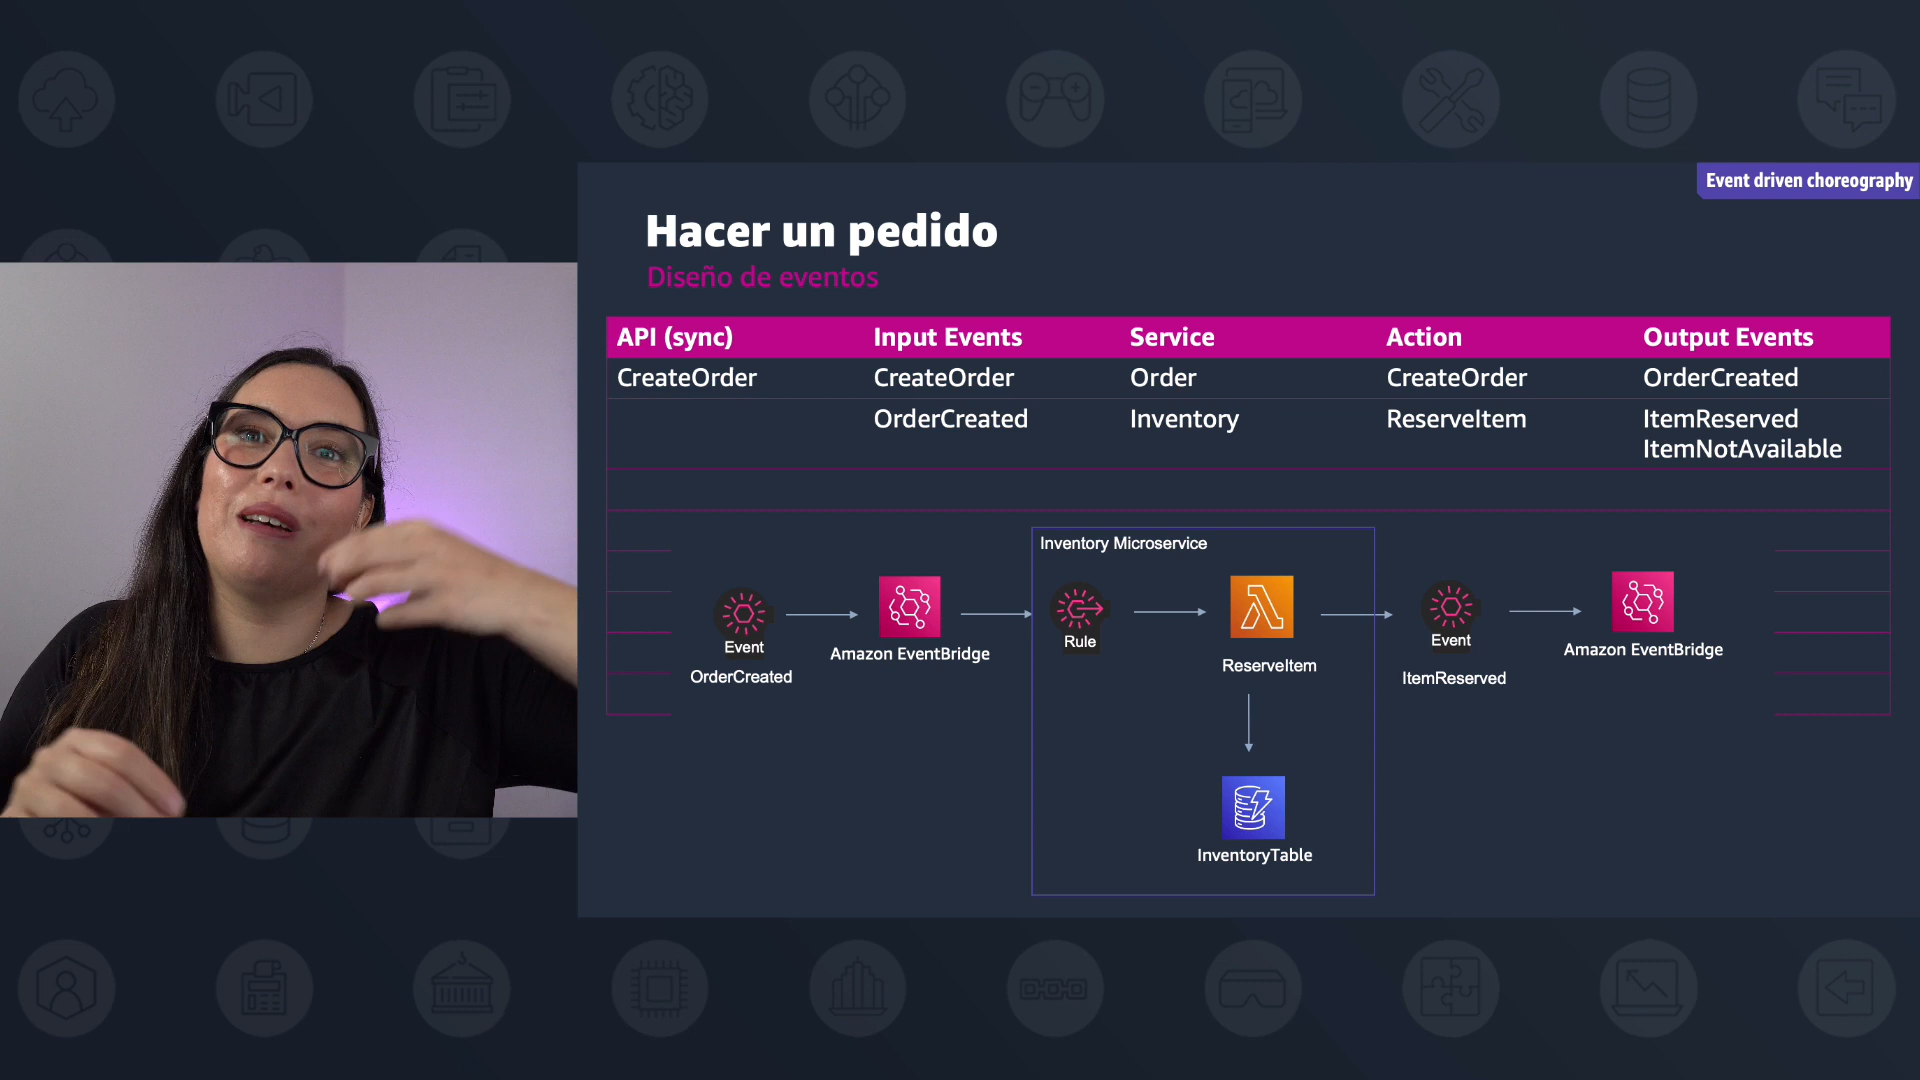 Event driven choreography
Hacer un pedido
Diseño de eventos
API (sync) Input Events Service Action Output Events
CreateOrder CreateOrder Order CreateOrder OrderCreated
OrderCreated Inventory ReserveItem ItemReserved
ItemNotAvailable
Inventory Microservice
Event
OrderCreated
Amazon EventBridge
Rule
ReserveItem
InventoryTable
Event
ItemReserved
Amazon EventBridge